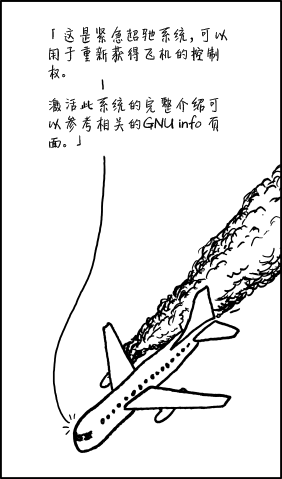 「这是紧急超驰系统，可以
用于重新获得飞机的控制
权。
激活此系统的完整介绍可
以参考相关的GNU info 页
面。」